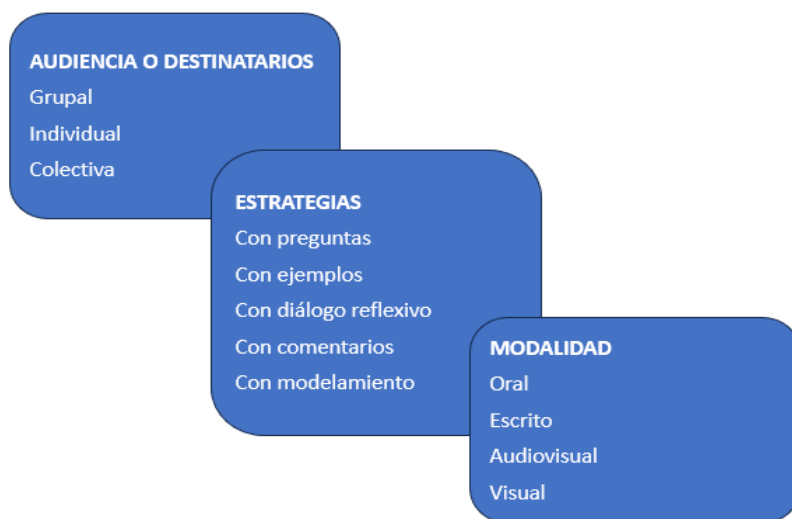 AUDIENCIA O DESTINATARIOS
Grupal
Individual
Colectiva
ESTRATEGIAS
Con preguntas
Con ejemplos
Con diálogo reflexivo
Con comentarios
Con modelamiento
MODALIDAD
Oral
Escrito
Audiovisual
Visual